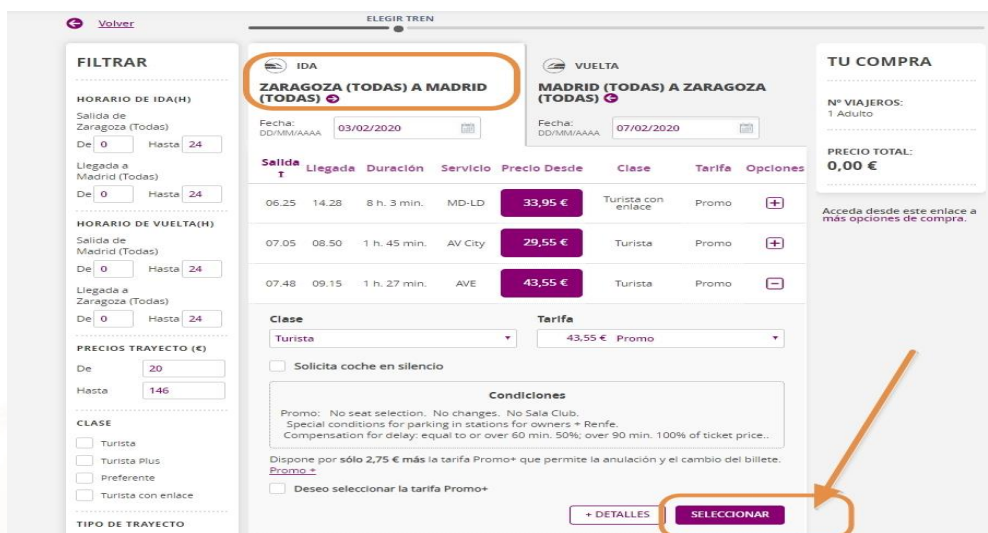 Volver
ELEGIR TREN
FILTRAR
HORARIO DE IDA(H)
Salida de
Zaragoza (Todas)
De 0 Hasta 24
Llegada a
Madrid (Todas)
De 0 Hasta 24
HORARIO DE VUELTA(H)
Salida de
Madrid (Todas)
De 0 Hasta 24
Llegada a
Zaragoza (Todas)
De 0 Hasta 24
PRECIOS TRAYECTO (€)
De 20
Hasta 146
CLASE
Turista
Turista Plus
Preferente
Turista con enlace
TIPO DE TRAYECTO
IDA
ZARAGOZA (TODAS) A MADRID
(TODAS)
Fecha:
DD/MM/AAAA 03/02/2020
VUELTA
MADRID (TODAS) A ZARAGOZA
(TODAS)
Fecha:
DD/MM/AAAA 07/02/2020
Salida Llegada Duración Servicio Precio Desde Clase Tarifa Opciones
06.25 14.28 8 h. 3 min. MD-LD 33,95 € Turista con enlace Promo +
07.05 08.50 1 h. 45 min. AV City 29,55 € Turista Promo +
07.48 09.15 1 h. 27 min. AVE 43,55 € Turista Promo −
Clase Tarifa
Turista 43,55 € Promo
Solicita coche en silencio
Condiciones
Promo: No seat selection. No changes. No Sala Club.
Special conditions for parking in stations for owners + Renfe.
Compensation for delay: equal to or over 60 min. 50%; over 90 min. 100% of ticket price..
Dispone por sólo 2,75 € más la tarifa Promo+ que permite la anulación y el cambio del billete.
Promo +
Deseo seleccionar la tarifa Promo+
+ DETALLES SELECCIONAR
TU COMPRA
Nº VIAJEROS:
1 Adulto
PRECIO TOTAL:
0,00 €
Acceda desde este enlace a
más opciones de compra.